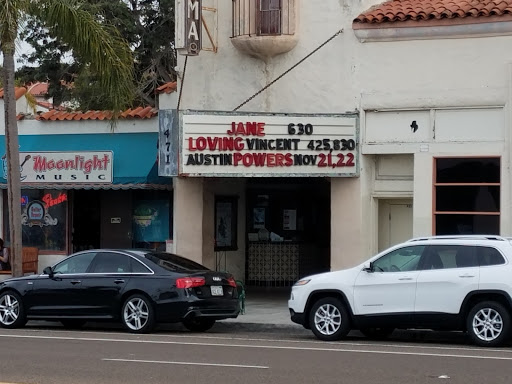 MA
471
JANE 630
LOVING VINCENT 425,830
AUSTIN POWERS NOV 21,22
Moonlight
MUSIC